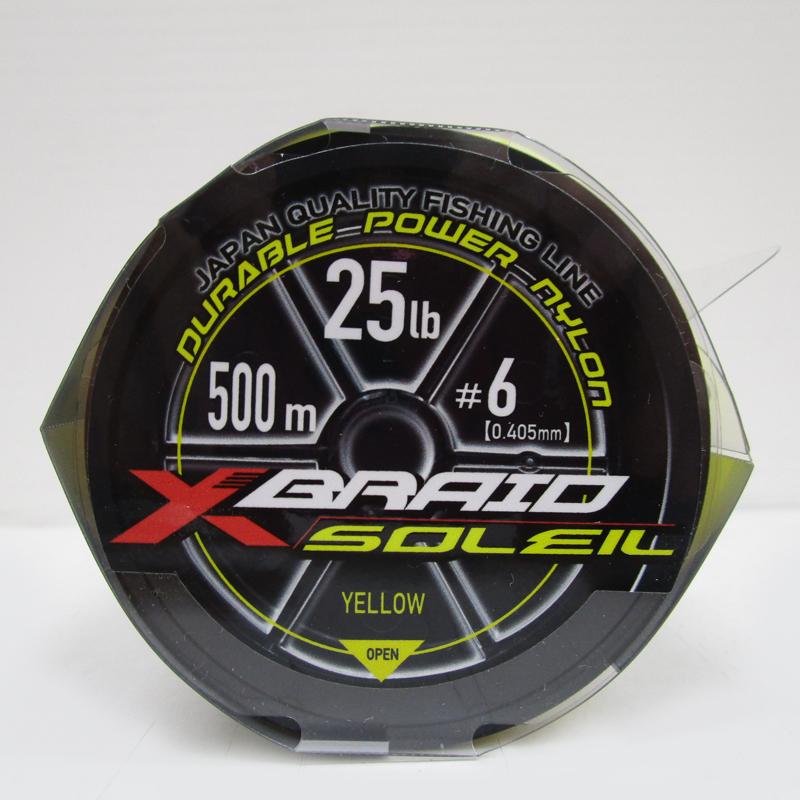 JAPAN QUALITY FISHING LINE
DURABLE POWER NYLON
25lb
500m
#6
【0.405mm】
X BRAID
SOLEIL
YELLOW
OPEN